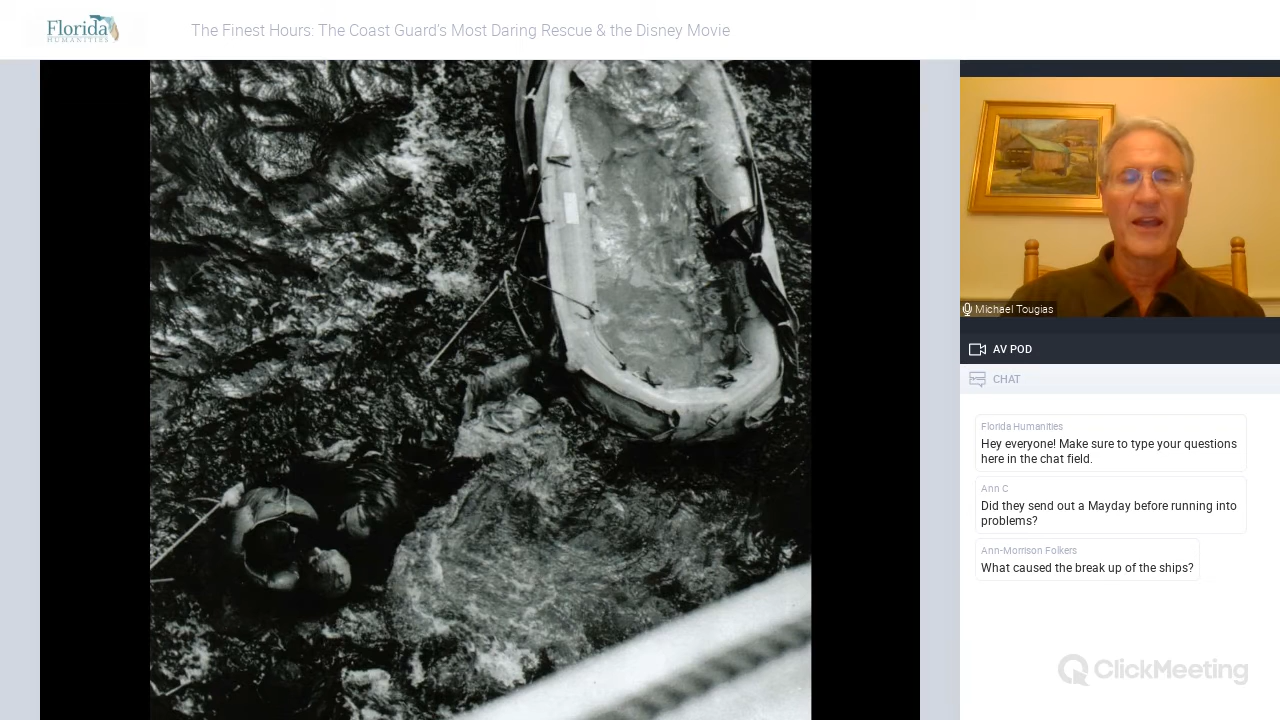 Florida
HUMANITIES
The Finest Hours: The Coast Guard's Most Daring Rescue & the Disney Movie
Michael Tougias
AV POD
CHAT
Florida Humanities
Hey everyone! Make sure to type your questions
here in the chat field.
Ann C
Did they send out a Mayday before running into
problems?
Ann-Morrison Folkers
What caused the break up of the ships?
ClickMeeting